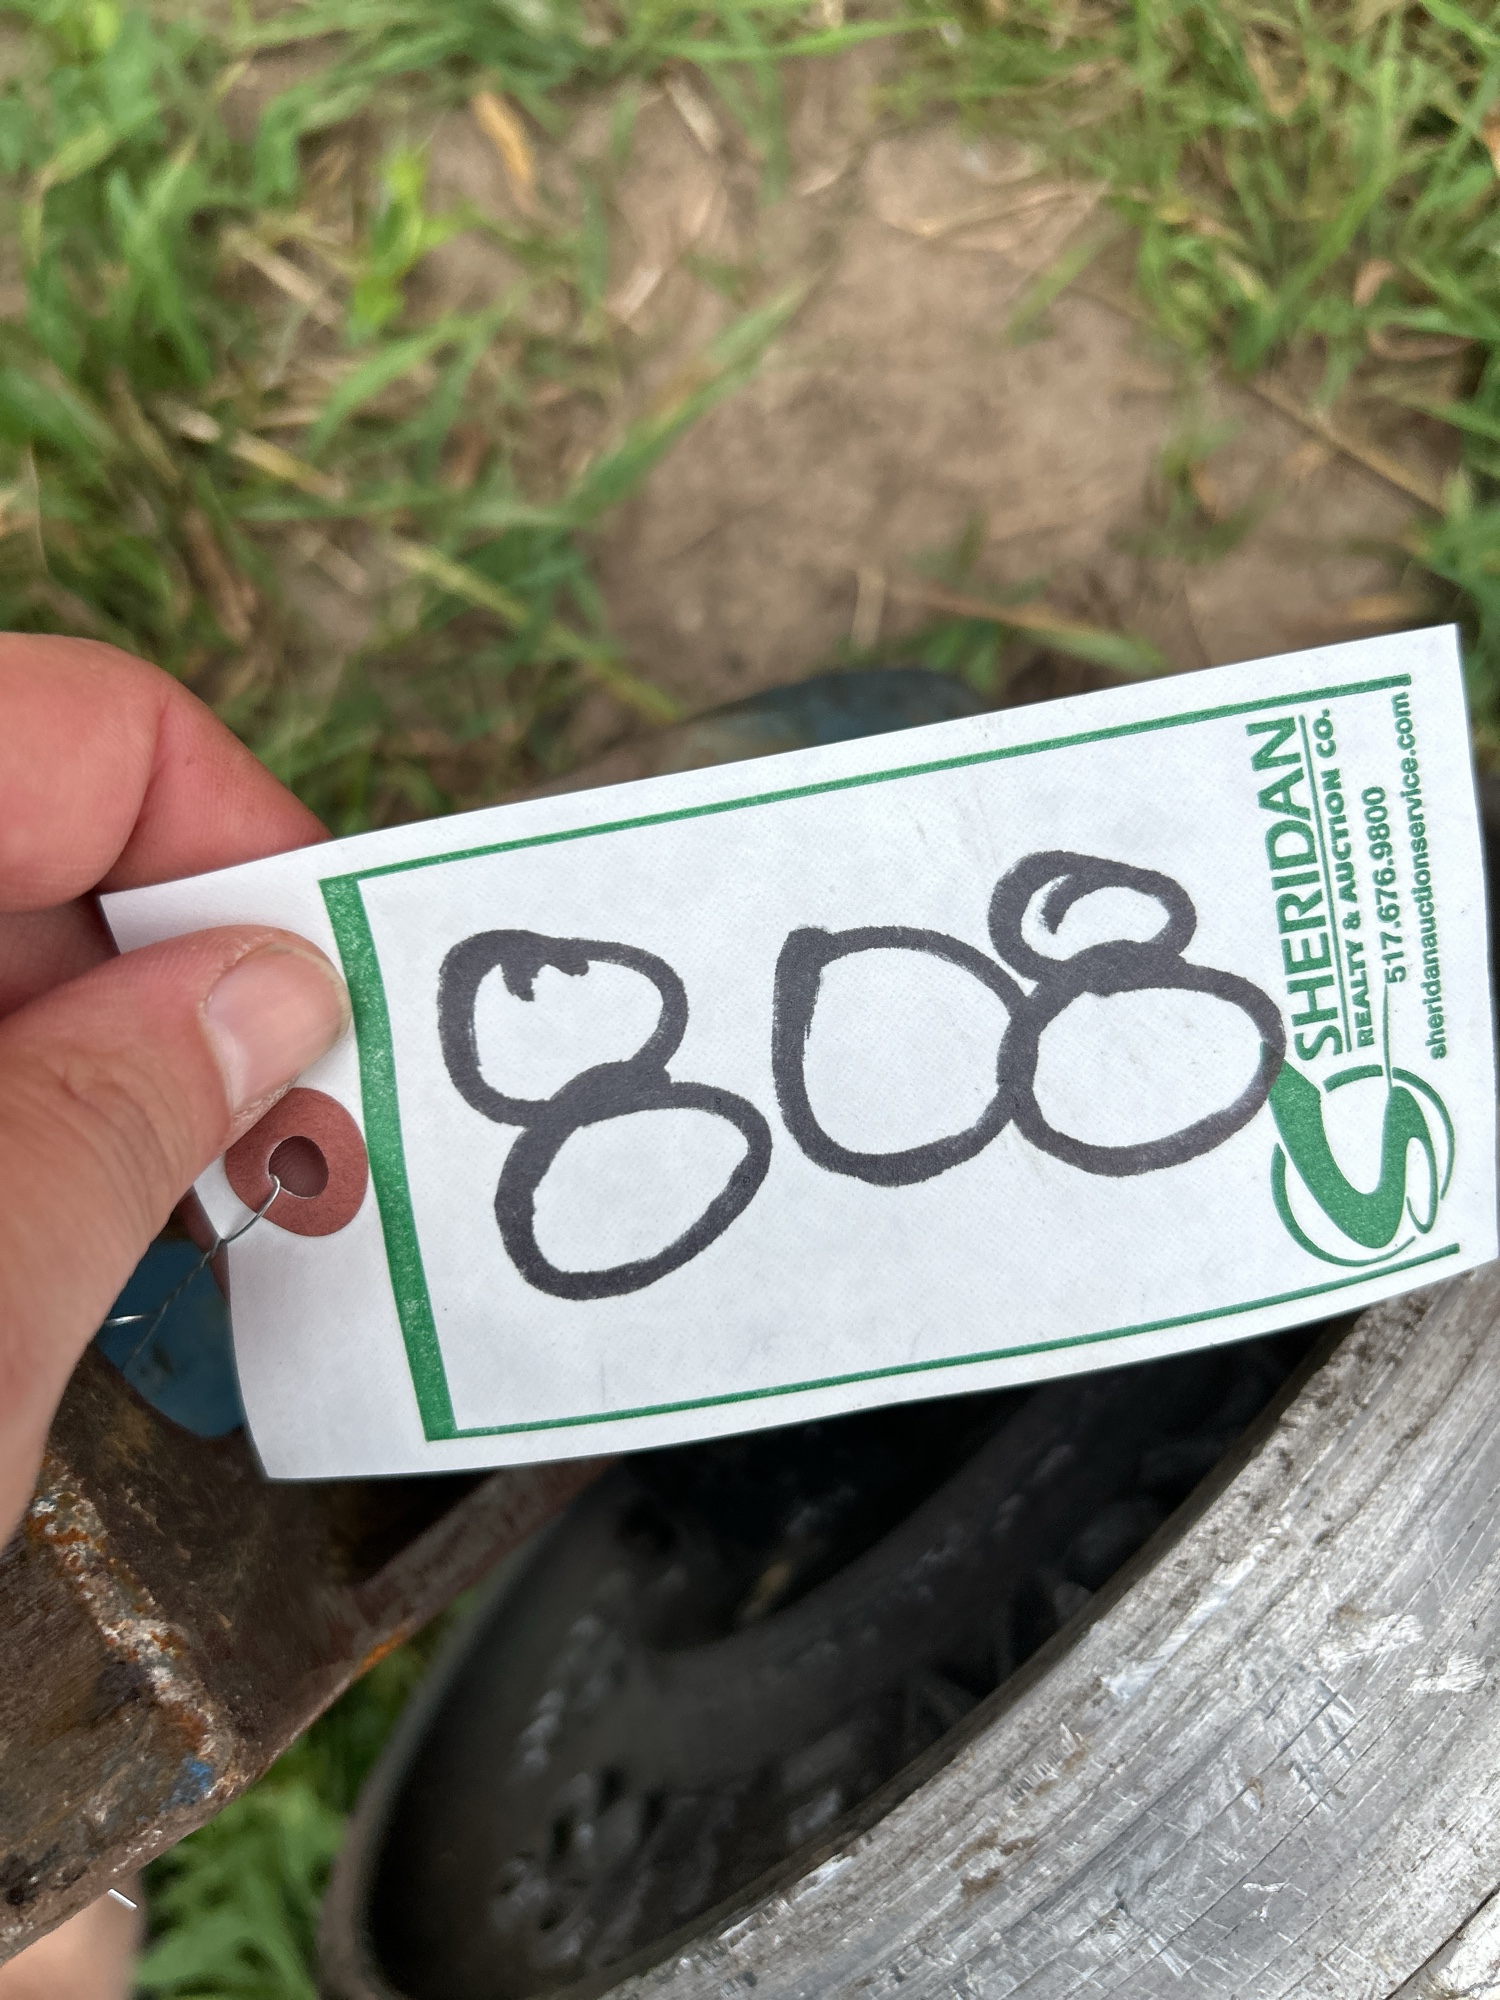 808
SHERIDAN
REALTY & AUCTION CO.
517.676.9800
sheridanauctionservice.com